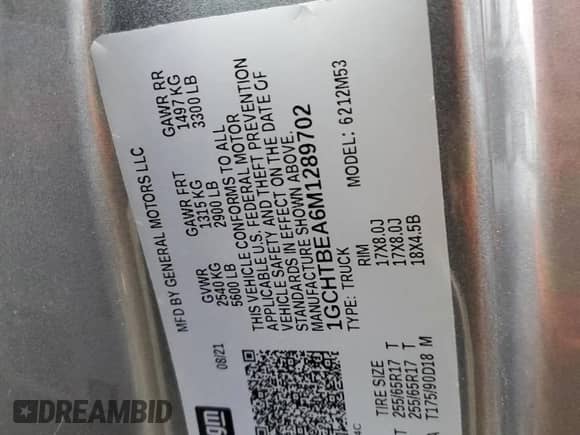 MFD BY GENERAL MOTORS LLC
08/21
GVWR
2540 KG
5600 LB
GAWR FRT
1315 KG
2900 LB
GAWR RR
1497 KG
3300 LB
THIS VEHICLE CONFORMS TO ALL
APPLICABLE U.S. FEDERAL MOTOR
VEHICLE SAFETY AND THEFT PREVENTION
STANDARDS IN EFFECT ON THE DATE OF
MANUFACTURE SHOWN ABOVE.
1GCHTBEA6M1289702
TYPE: TRUCK MODEL: 6212M53
TIRE SIZE RIM
T 255/65R17 T 17X8.0J
T 255/65R17 T 17X8.0J
A T175/90D18 M 18X4.5B
4C
gm
DREAMBID